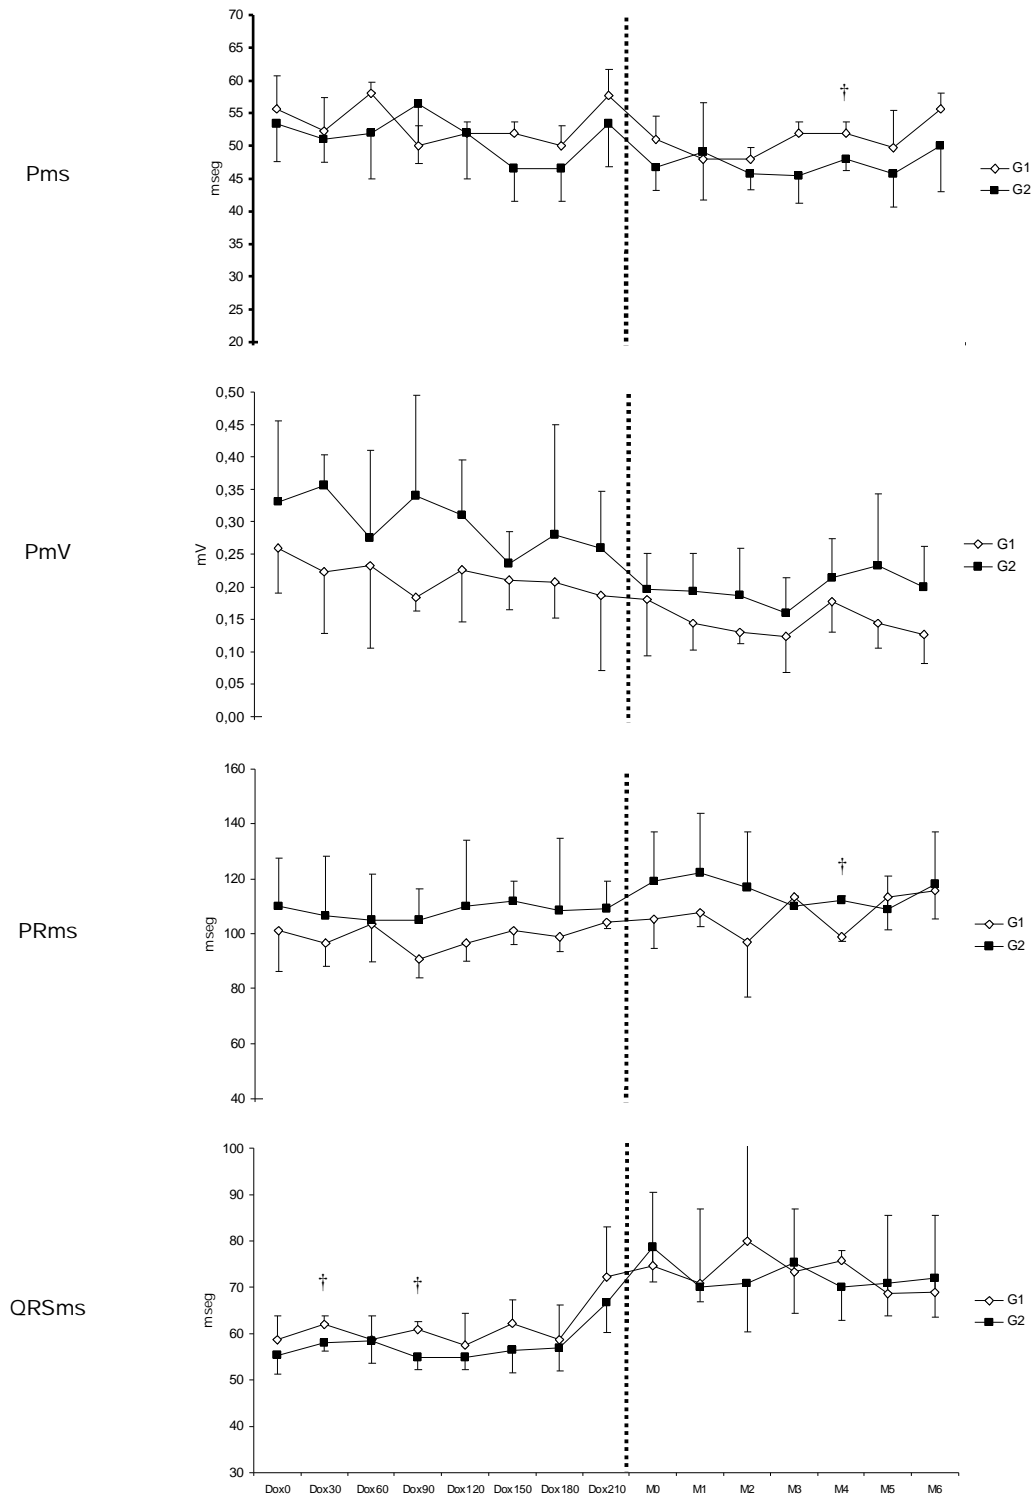 Pms
mseg
70
65
60
55
50
45
40
35
30
25
20
†
G1
G2
PmV
mV
0,50
0,45
0,40
0,35
0,30
0,25
0,20
0,15
0,10
0,05
0,00
G1
G2
PRms
mseg
160
140
120
100
80
60
40
†
G1
G2
QRSms
mseg
100
90
80
70
60
50
40
30
† †
G1
G2
Dox0 Dox30 Dox60 Dox90 Dox120 Dox150 Dox180 Dox210 M0 M1 M2 M3 M4 M5 M6